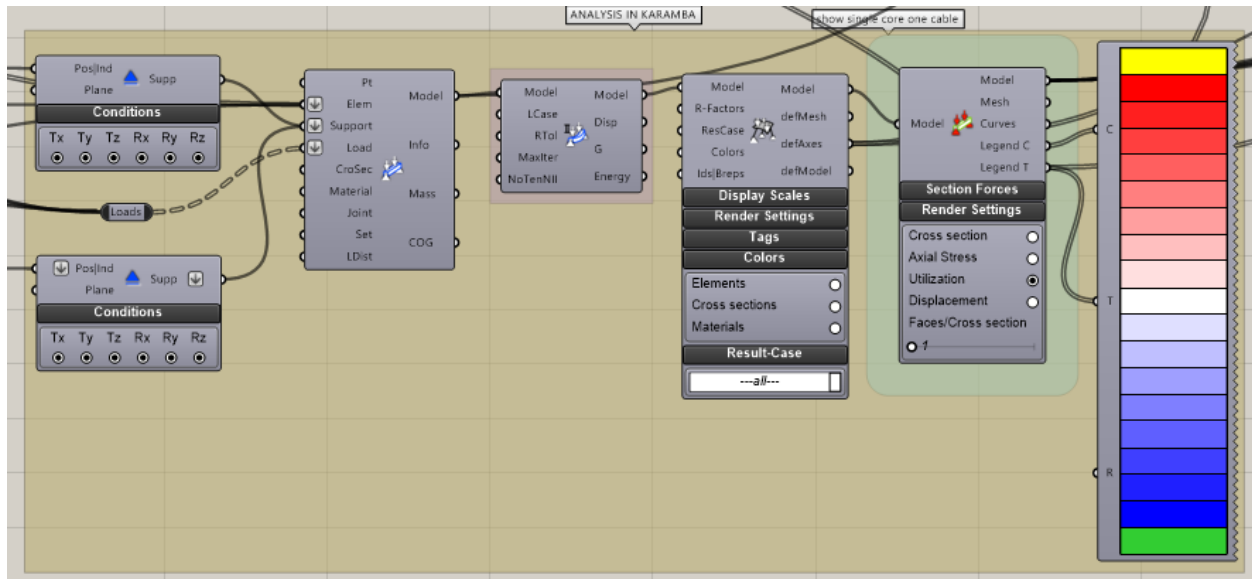 ANALYSIS IN KARAMBA
show single core one cable
Pos|Ind
Plane
Supp
Conditions
Tx Ty Tz Rx Ry Rz
Loads
Pos|Ind
Plane
Supp
Conditions
Tx Ty Tz Rx Ry Rz
Pt
Elem
Support
Load
CroSec
Material
Joint
Set
LDist
Model
Info
Mass
COG
Model
LCase
RTol
MaxIter
NoTenNII
II
Model
Disp
G
Energy
Model
R-Factors
ResCase
Colors
Ids|Breps
Model
defMesh
defAxes
defModel
Display Scales
Render Settings
Tags
Colors
Elements
Cross sections
Materials
Result-Case
---all---
Model
Model
Mesh
Curves
Legend C
Legend T
Section Forces
Render Settings
Cross section
Axial Stress
Utilization
Displacement
Faces/Cross section
1
C
T
R